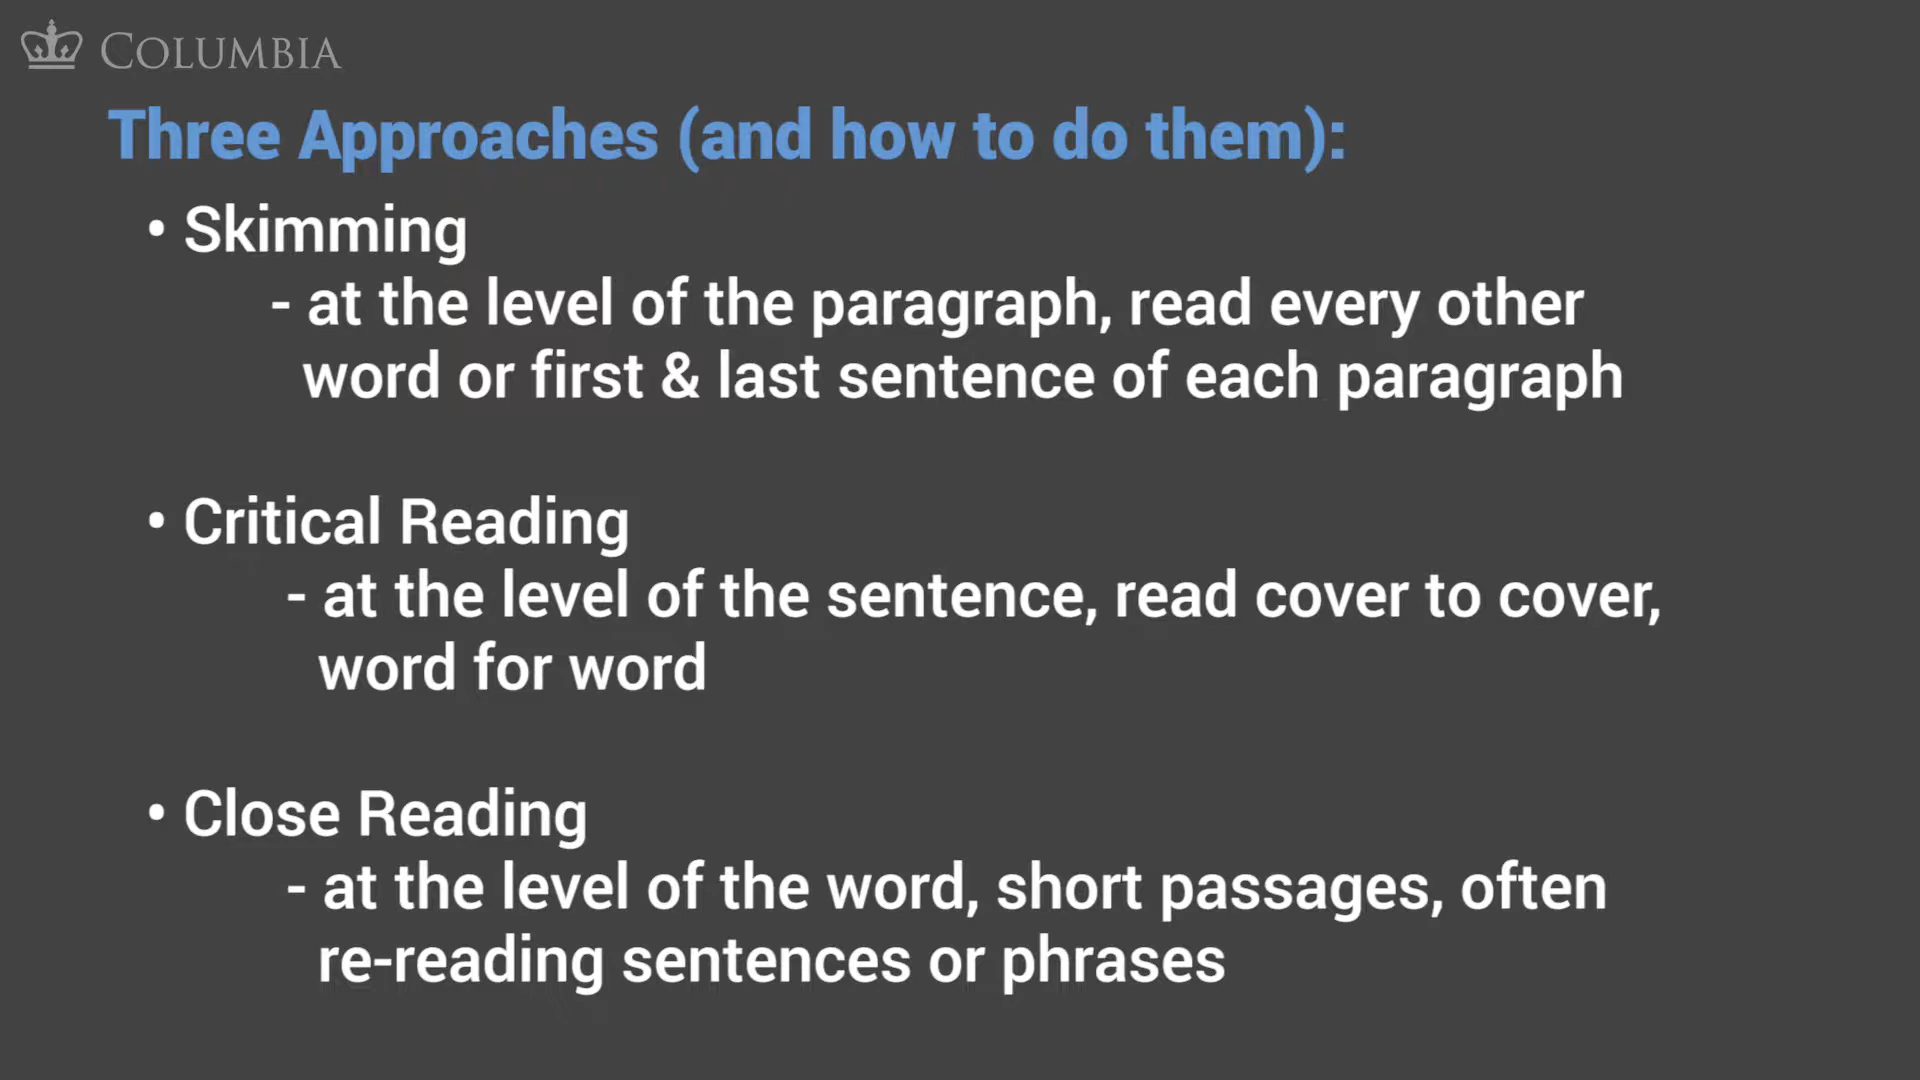 COLUMBIA
Three Approaches (and how to do them):
• Skimming
- at the level of the paragraph, read every other
word or first & last sentence of each paragraph
• Critical Reading
- at the level of the sentence, read cover to cover,
word for word
• Close Reading
- at the level of the word, short passages, often
re-reading sentences or phrases